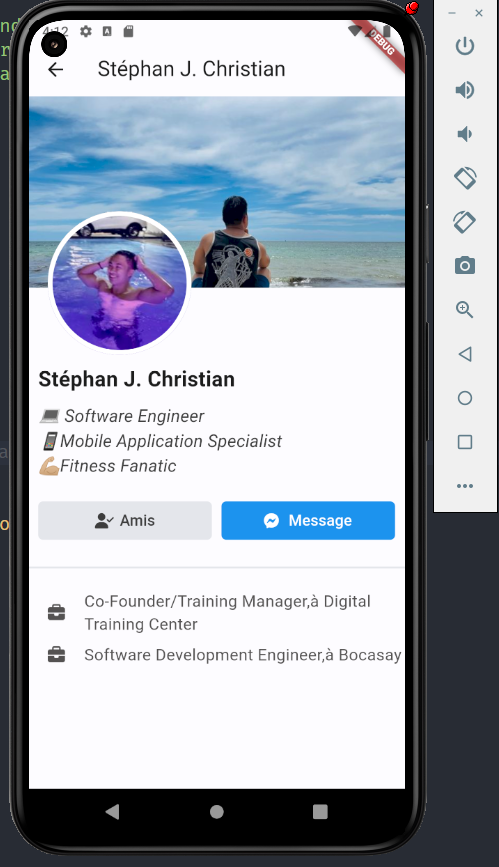 4:12
DEBUG
Stéphan J. Christian
Stéphan J. Christian
💻 Software Engineer
📱Mobile Application Specialist
💪🏼Fitness Fanatic
Amis
Message
Co-Founder/Training Manager,à Digital
Training Center
Software Development Engineer,à Bocasay